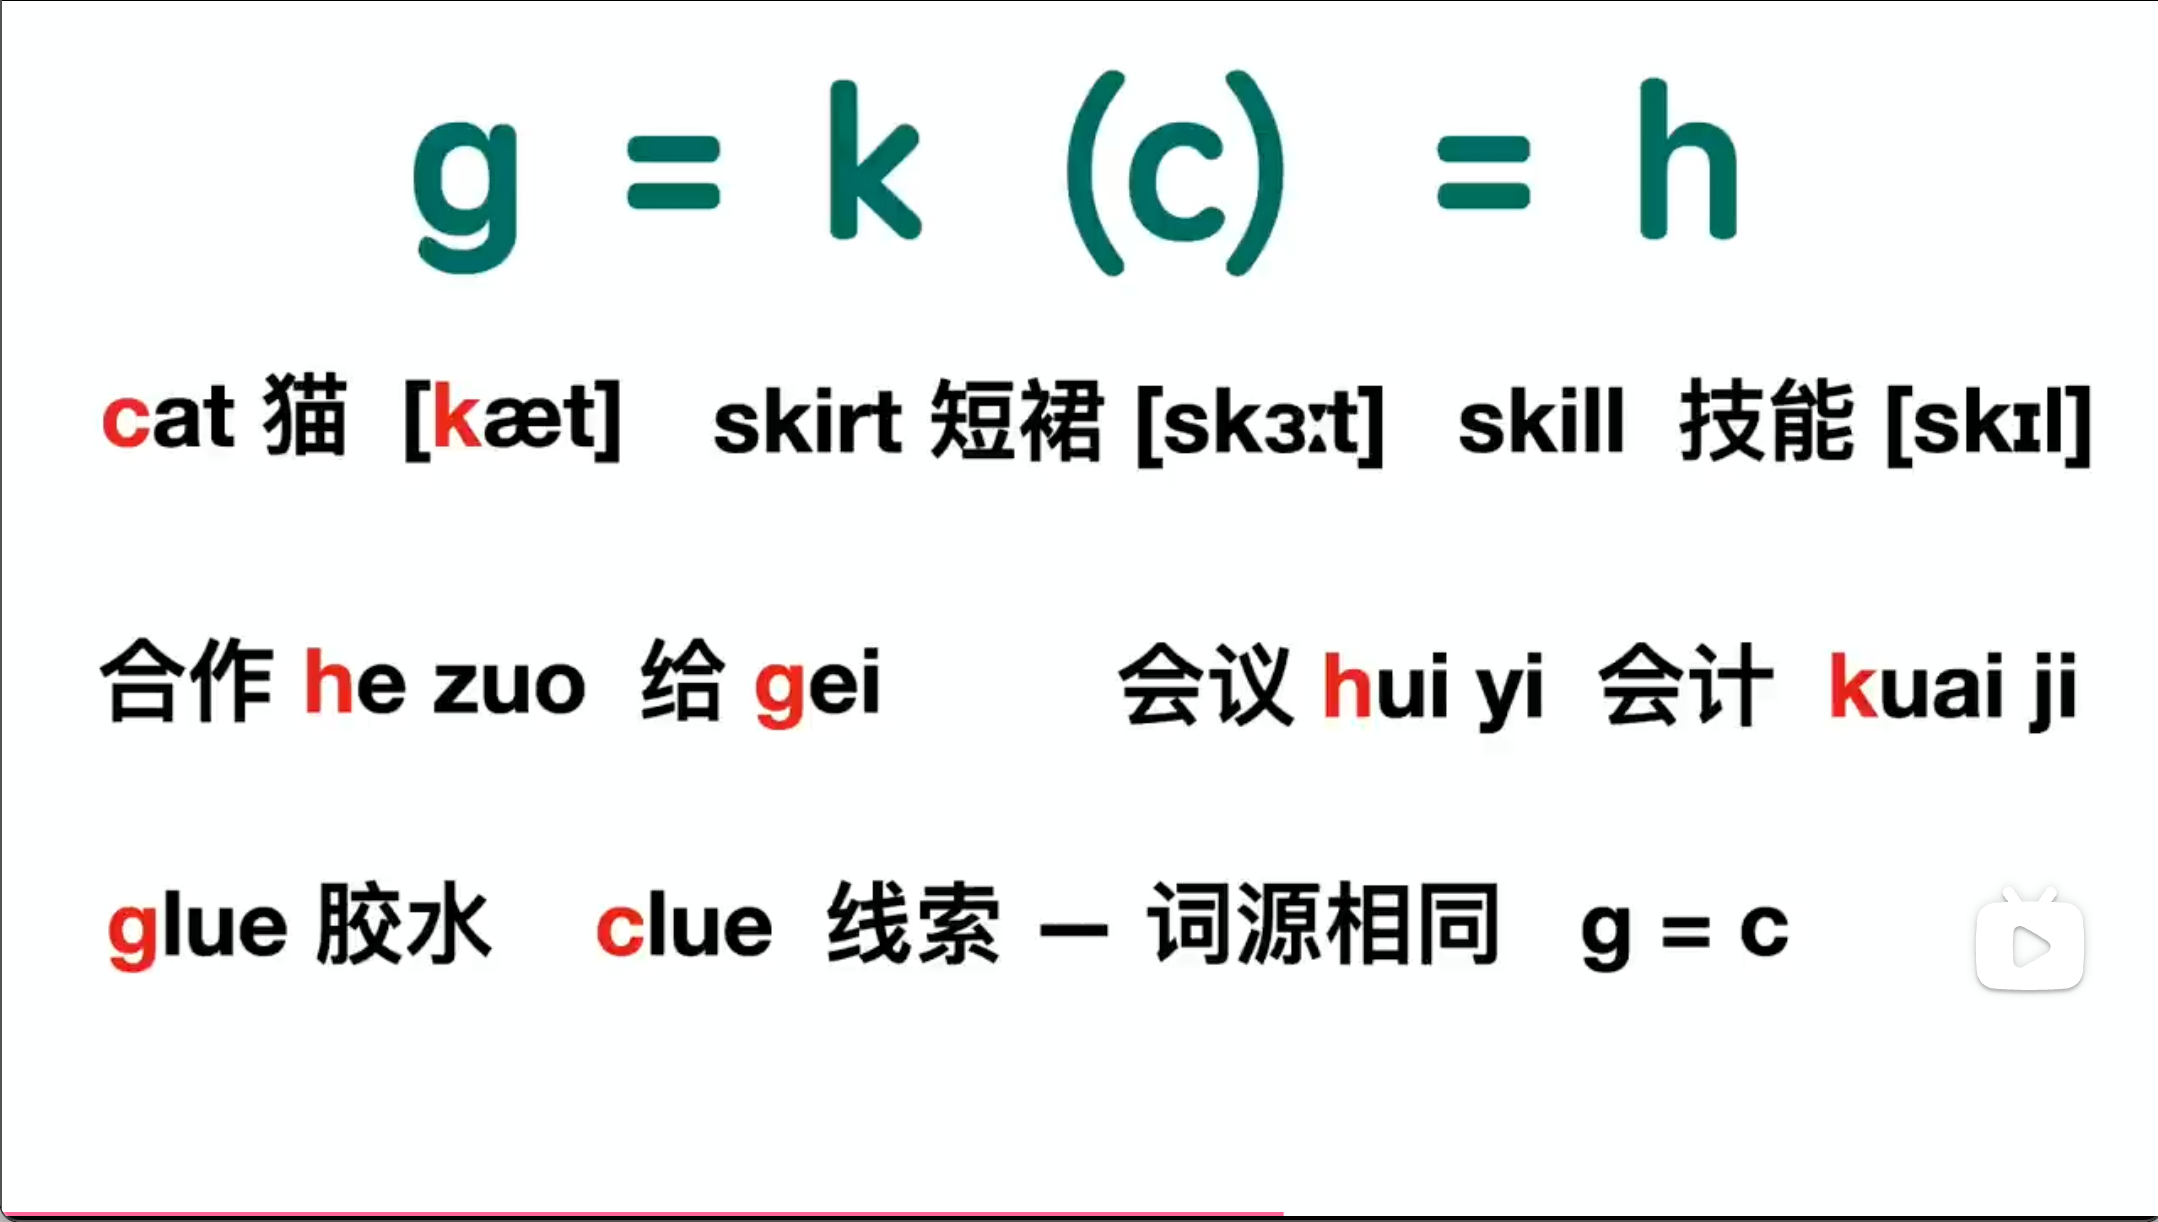 g = k (c) = h
cat 猫 [kæt] skirt 短裙 [skɜːt] skill 技能 [skɪl]
合作 he zuo 给 gei 会议 hui yi 会计 kuai ji
glue 胶水 clue 线索 — 词源相同 g = c